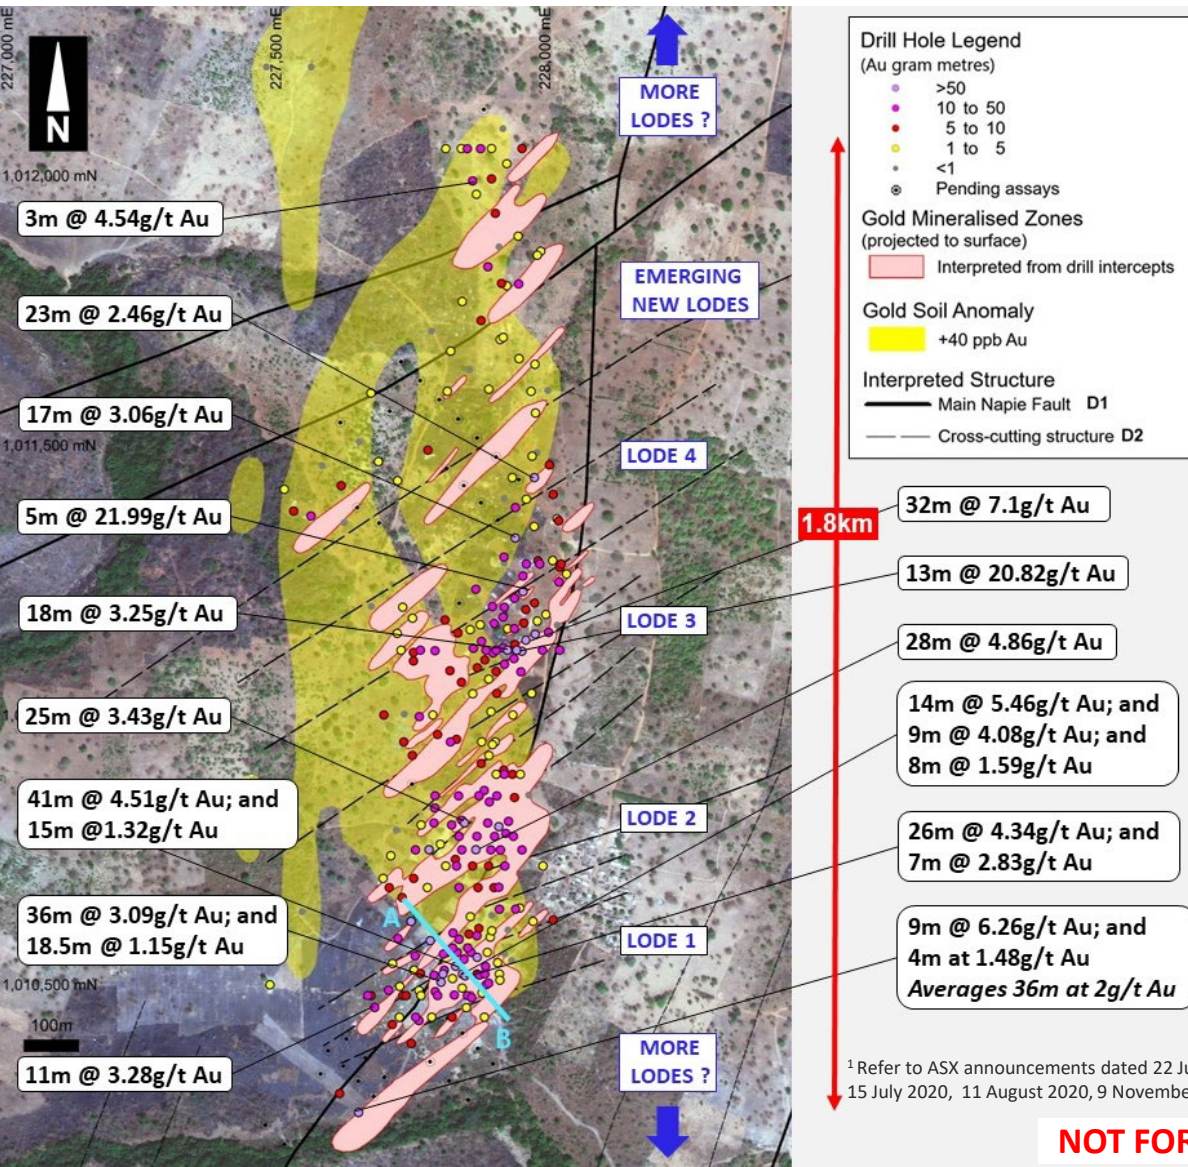 227,000 mE
227,500 mE
228,000 mE
N
1,012,000 mN
3m @ 4.54g/t Au
23m @ 2.46g/t Au
17m @ 3.06g/t Au
1,011,500 mN
5m @ 21.99g/t Au
18m @ 3.25g/t Au
25m @ 3.43g/t Au
41m @ 4.51g/t Au; and
15m @1.32g/t Au
36m @ 3.09g/t Au; and
18.5m @ 1.15g/t Au
1,010,500 mN
100m
11m @ 3.28g/t Au
A
B
MORE
LODES ?
EMERGING
NEW LODES
LODE 4
LODE 3
LODE 2
LODE 1
MORE
LODES ?
Drill Hole Legend
(Au gram metres)
>50
10 to 50
5 to 10
1 to 5
<1
Pending assays
Gold Mineralised Zones
(projected to surface)
Interpreted from drill intercepts
Gold Soil Anomaly
+40 ppb Au
Interpreted Structure
Main Napie Fault D1
Cross-cutting structure D2
1.8km
32m @ 7.1g/t Au
13m @ 20.82g/t Au
28m @ 4.86g/t Au
14m @ 5.46g/t Au; and
9m @ 4.08g/t Au; and
8m @ 1.59g/t Au
26m @ 4.34g/t Au; and
7m @ 2.83g/t Au
9m @ 6.26g/t Au; and
4m at 1.48g/t Au
Averages 36m at 2g/t Au
1 Refer to ASX announcements dated 22
15 July 2020, 11 August 2020, 9
NOT